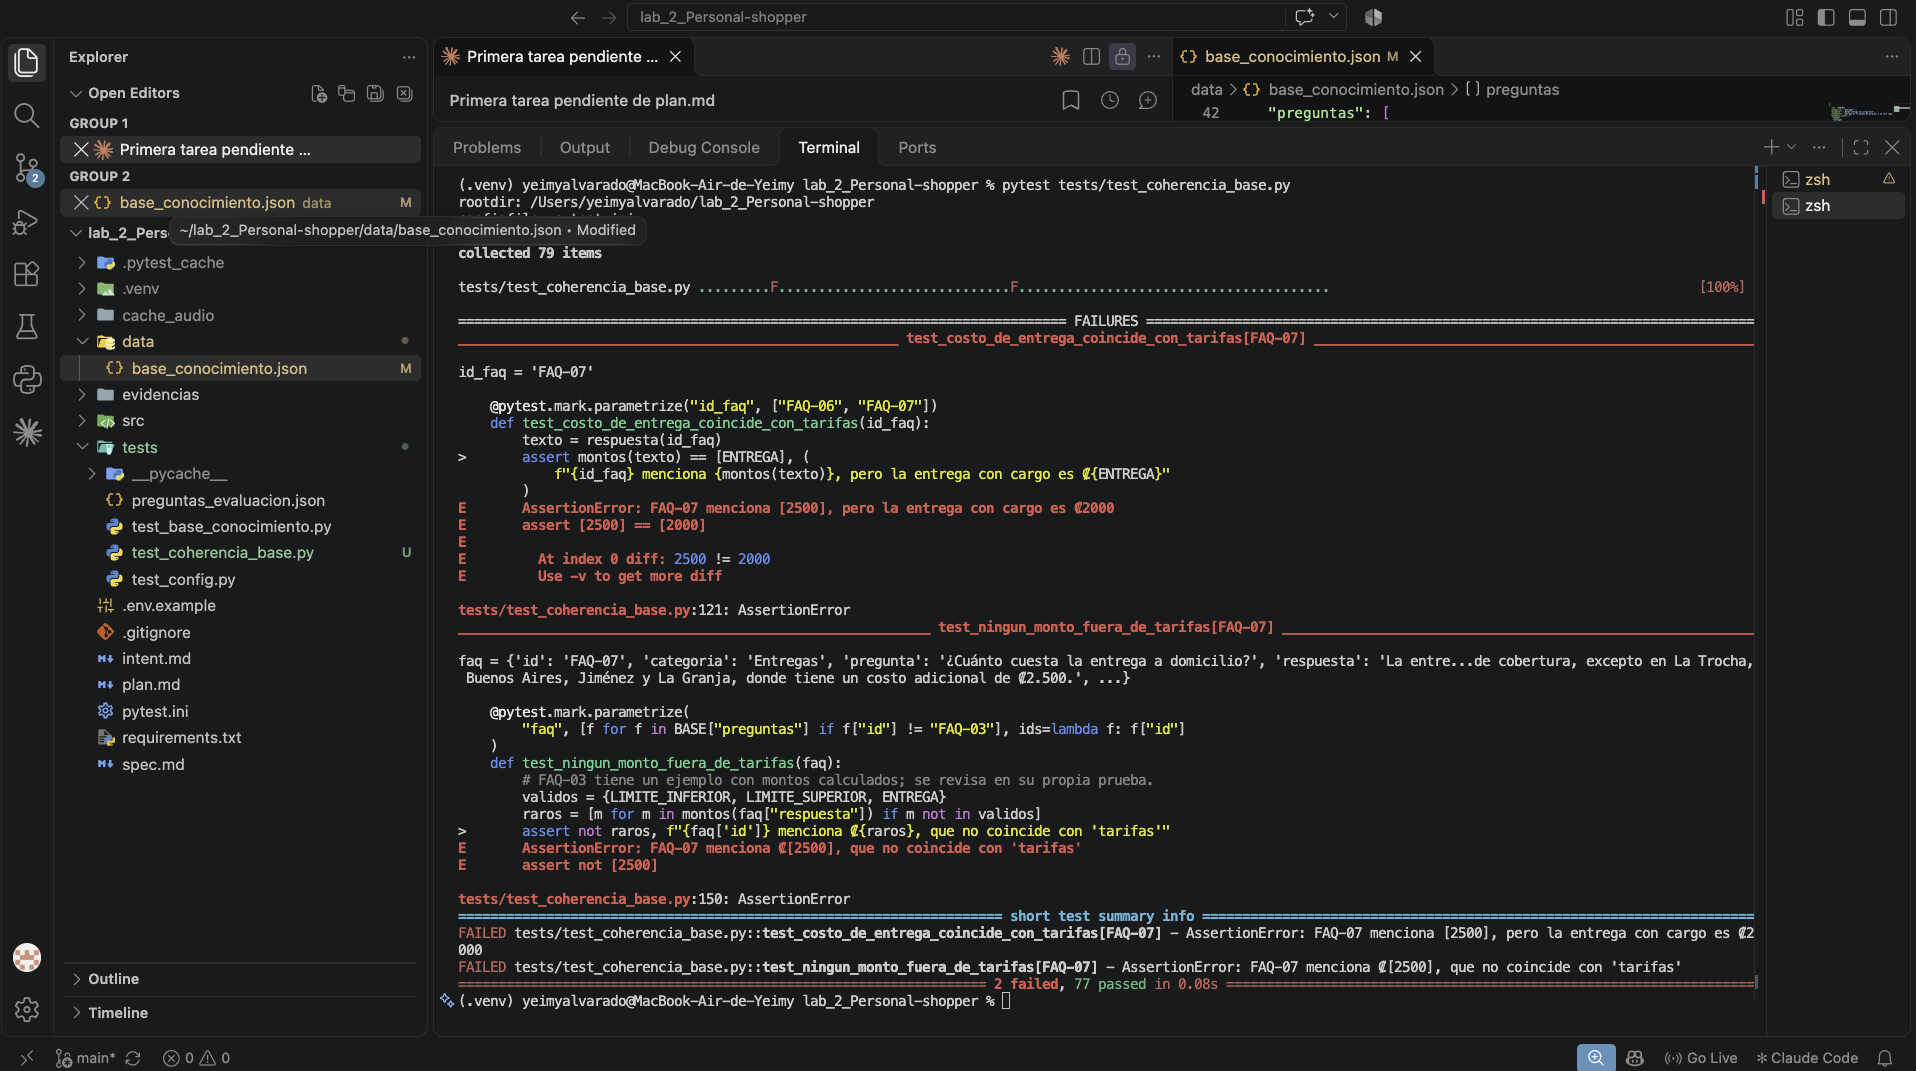 lab_2_Personal-shopper
Explorer
Open Editors
GROUP 1
Primera tarea pendiente ...
GROUP 2
base_conocimiento.json data M
lab_2_Pers
~/lab_2_Personal-shopper/data/base_conocimiento.json • Modified
.pytest_cache
.venv
cache_audio
data
base_conocimiento.json M
evidencias
src
tests
__pycache__
preguntas_evaluacion.json
test_base_conocimiento.py
test_coherencia_base.py U
test_config.py
.env.example
.gitignore
intent.md
plan.md
pytest.ini
requirements.txt
spec.md
Outline
Timeline
2
Primera tarea pendiente ...
Primera tarea pendiente de plan.md
base_conocimiento.json M
data > {} base_conocimiento.json > [ ] preguntas
42 "preguntas": [
Problems
Output
Debug Console
Terminal
Ports
zsh
zsh
(.venv) yeimyalvarado@MacBook-Air-de-Yeimy lab_2_Personal-shopper % pytest tests/test_coherencia_base.py
rootdir: /Users/yeimyalvarado/lab_2_Personal-shopper
collected 79 items
tests/test_coherencia_base.py .........F.............................F...................................... [100%]
FAILURES
test_costo_de_entrega_coincide_con_tarifas[FAQ-07]
id_faq = 'FAQ-07'
@pytest.mark.parametrize("id_faq", ["FAQ-06", "FAQ-07"])
def test_costo_de_entrega_coincide_con_tarifas(id_faq):
texto = respuesta(id_faq)
> assert montos(texto) == [ENTREGA], (
f"{id_faq} menciona {montos(texto)}, pero la entrega con cargo es ₡{ENTREGA}"
)
E AssertionError: FAQ-07 menciona [2500], pero la entrega con cargo es ₡2000
E assert [2500] == [2000]
E
E At index 0 diff: 2500 != 2000
E Use -v to get more diff
tests/test_coherencia_base.py:121: AssertionError
test_ningun_monto_fuera_de_tarifas[FAQ-07]
faq = {'id': 'FAQ-07', 'categoria': 'Entregas', 'pregunta': '¿Cuánto cuesta la entrega a domicilio?', 'respuesta': 'La entre...de cobertura, excepto en La Trocha,
Buenos Aires, Jiménez y La Granja, donde tiene un costo adicional de ₡2.500.', ...}
@pytest.mark.parametrize(
"faq", [f for f in BASE["preguntas"] if f["id"] != "FAQ-03"], ids=lambda f: f["id"]
)
def test_ningun_monto_fuera_de_tarifas(faq):
# FAQ-03 tiene un ejemplo con montos calculados; se revisa en su propia prueba.
validos = {LIMITE_INFERIOR, LIMITE_SUPERIOR, ENTREGA}
raros = [m for m in montos(faq["respuesta"]) if m not in validos]
> assert not raros, f"{faq['id']} menciona ₡{raros}, que no coincide con 'tarifas'"
E AssertionError: FAQ-07 menciona ₡[2500], que no coincide con 'tarifas'
E assert not [2500]
tests/test_coherencia_base.py:150: AssertionError
short test summary info
FAILED tests/test_coherencia_base.py::test_costo_de_entrega_coincide_con_tarifas[FAQ-07] - AssertionError: FAQ-07 menciona [2500], pero la entrega con cargo es ₡2
000
FAILED tests/test_coherencia_base.py::test_ningun_monto_fuera_de_tarifas[FAQ-07] - AssertionError: FAQ-07 menciona ₡[2500], que no coincide con 'tarifas'
2 failed, 77 passed in 0.08s
(.venv) yeimyalvarado@MacBook-Air-de-Yeimy lab_2_Personal-shopper %
main*
0
0
Go Live
Claude Code